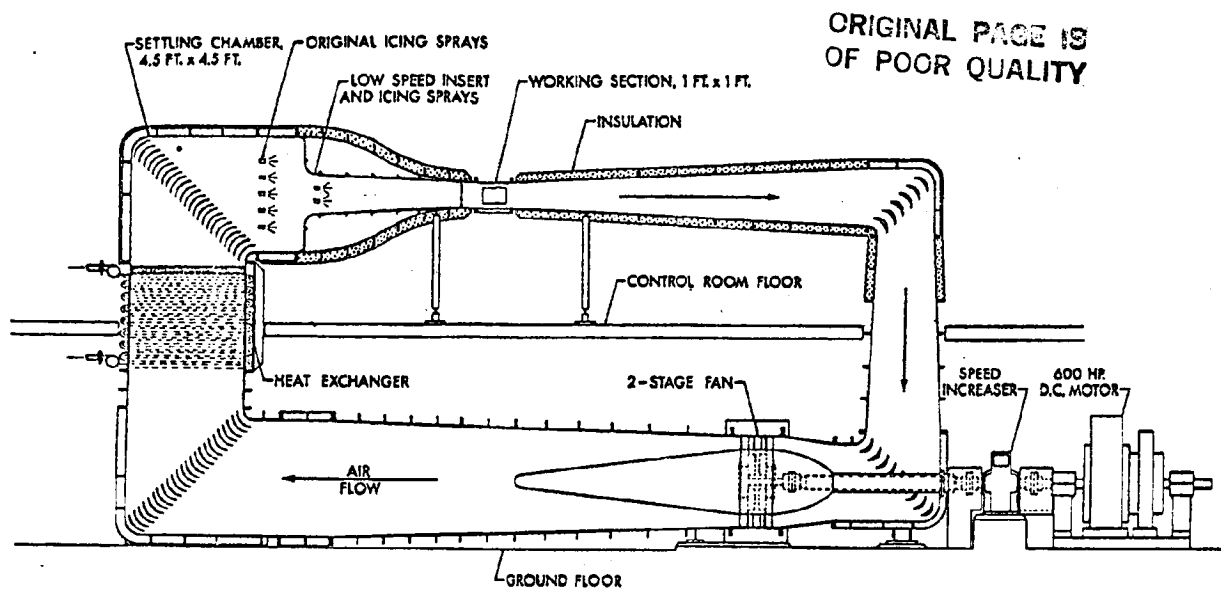 ORIGINAL PAGE IS
OF POOR QUALITY
SETTLING CHAMBER,
4.5 FT. x 4.5 FT.
ORIGINAL ICING SPRAYS
LOW SPEED INSERT
AND ICING SPRAYS
WORKING SECTION, 1 FT. x 1 FT.
INSULATION
CONTROL ROOM FLOOR
HEAT EXCHANGER
2-STAGE FAN
SPEED
INCREASER
600 HP.
D.C. MOTOR
AIR
FLOW
GROUND FLOOR